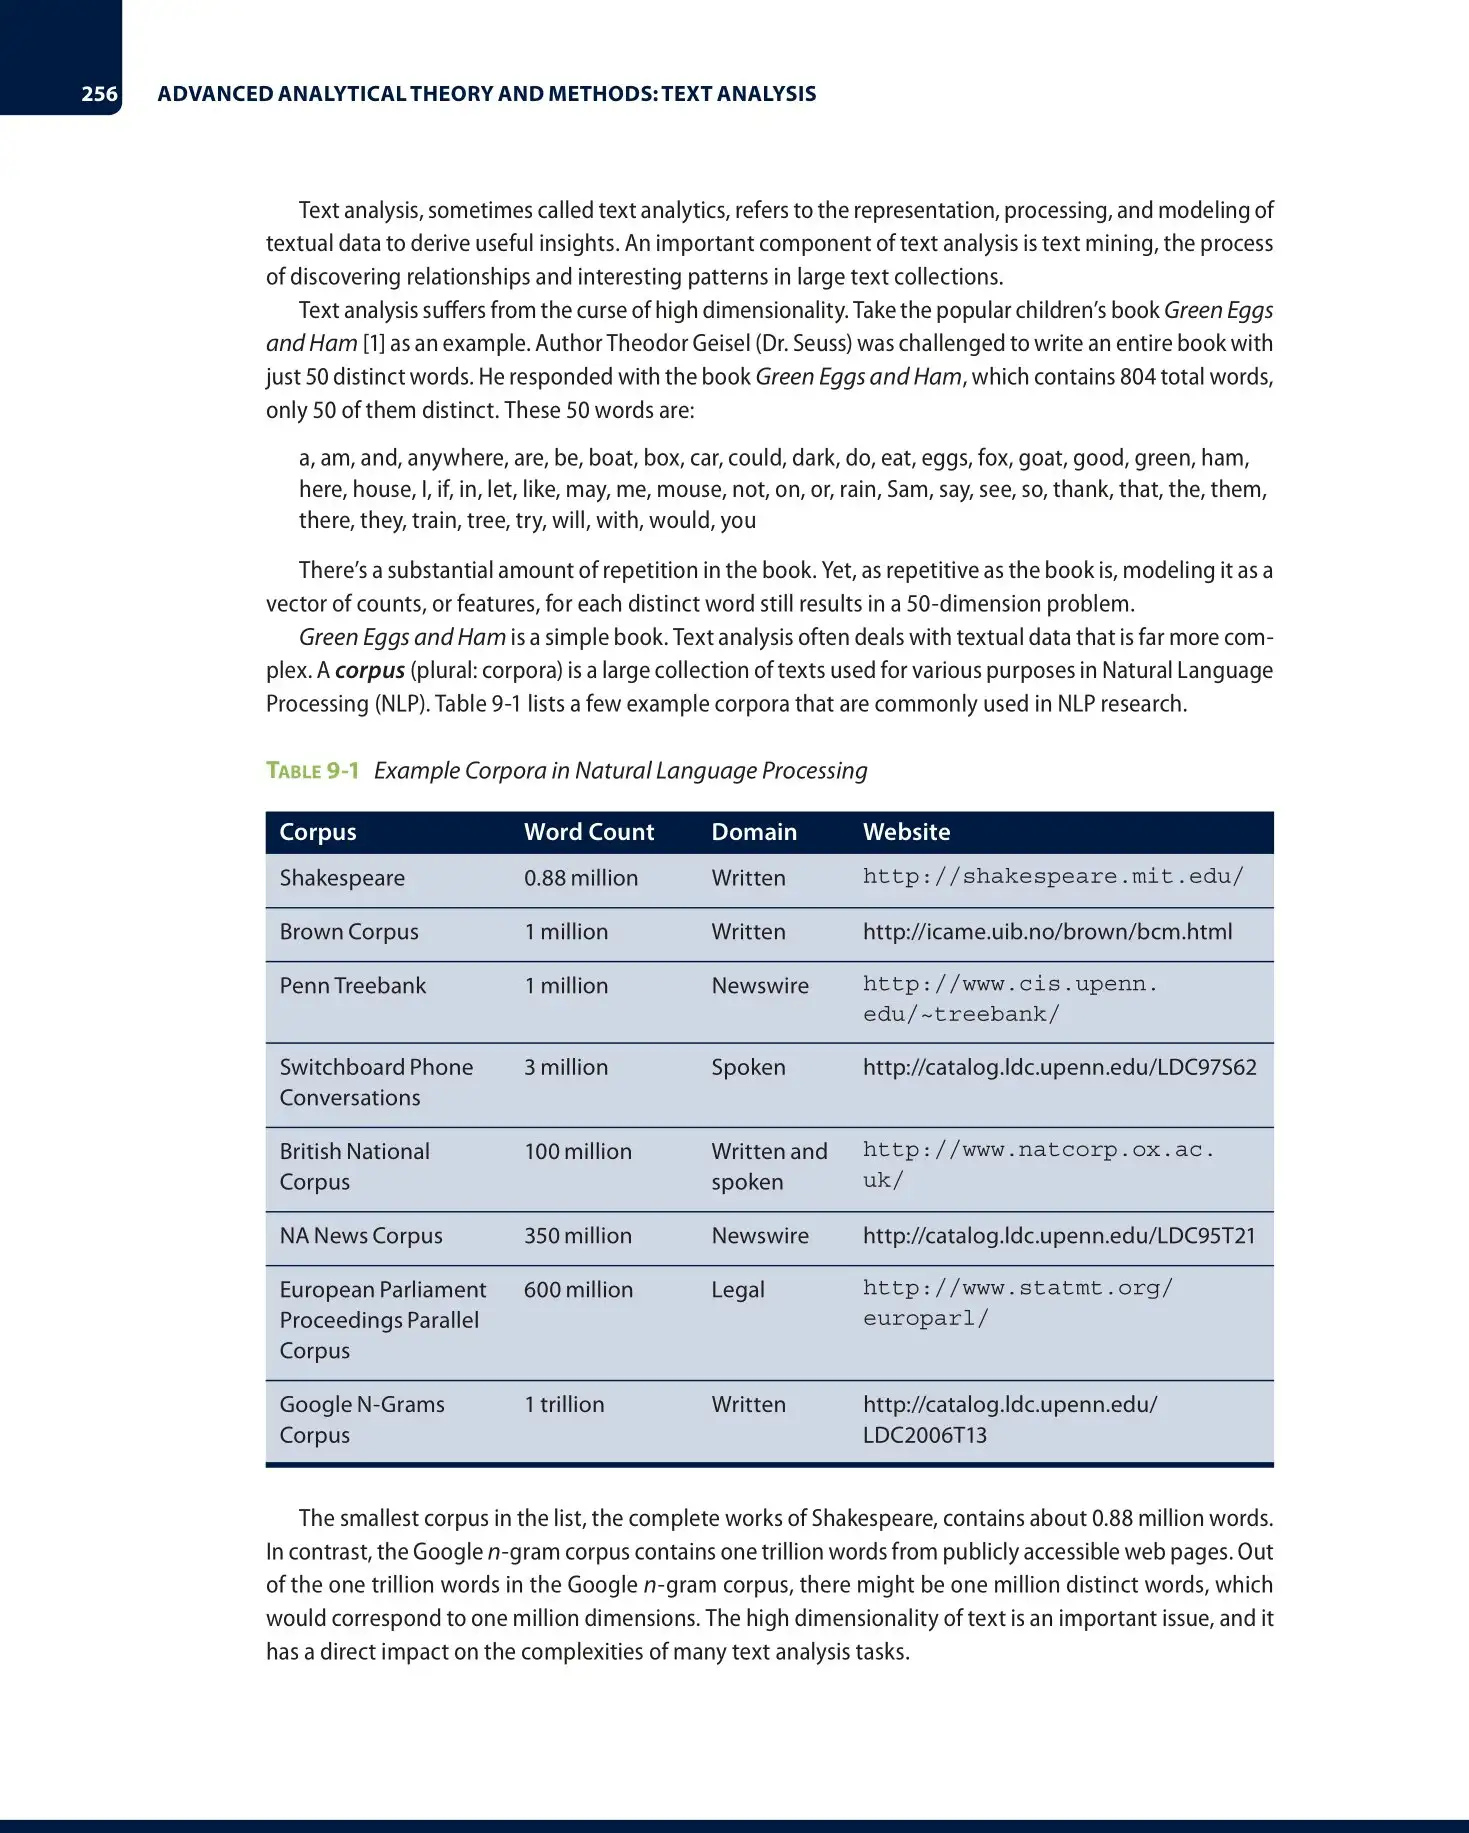 256 ADVANCED ANALYTICAL THEORY AND METHODS: TEXT ANALYSIS
Text analysis, sometimes called text analytics, refers to the representation, processing, and modeling of
textual data to derive useful insights. An important component of text analysis is text mining, the process
of discovering relationships and interesting patterns in large text collections.
Text analysis suffers from the curse of high dimensionality. Take the popular children’s book Green Eggs
and Ham [1] as an example. Author Theodor Geisel (Dr. Seuss) was challenged to write an entire book with
just 50 distinct words. He responded with the book Green Eggs and Ham, which contains 804 total words,
only 50 of them distinct. These 50 words are:
a, am, and, anywhere, are, be, boat, box, car, could, dark, do, eat, eggs, fox, goat, good, green, ham,
here, house, I, if, in, let, like, may, me, mouse, not, on, or, rain, Sam, say, see, so, thank, that, the, them,
there, they, train, tree, try, will, with, would, you
There’s a substantial amount of repetition in the book. Yet, as repetitive as the book is, modeling it as a
vector of counts, or features, for each distinct word still results in a 50-dimension problem.
Green Eggs and Ham is a simple book. Text analysis often deals with textual data that is far more com-
plex. A corpus (plural: corpora) is a large collection of texts used for various purposes in Natural Language
Processing (NLP). Table 9-1 lists a few example corpora that are commonly used in NLP research.
TABLE 9-1 Example Corpora in Natural Language Processing
Corpus Word Count Domain Website
Shakespeare 0.88 million Written http://shakespeare.mit.edu/
Brown Corpus 1 million Written http://icame.uib.no/brown/bcm.html
Penn Treebank 1 million Newswire http://www.cis.upenn.
edu/~treebank/
Switchboard Phone 3 million Spoken http://catalog.ldc.upenn.edu/LDC97S62
Conversations
British National 100 million Written and http://www.natcorp.ox.ac.
Corpus spoken uk/
NA News Corpus 350 million Newswire http://catalog.ldc.upenn.edu/LDC95T21
European Parliament 600 million Legal http://www.statmt.org/
Proceedings Parallel europarl/
Corpus
Google N-Grams 1 trillion Written http://catalog.ldc.upenn.edu/
Corpus LDC2006T13
The smallest corpus in the list, the complete works of Shakespeare, contains about 0.88 million words.
In contrast, the Google n-gram corpus contains one trillion words from publicly accessible web pages. Out
of the one trillion words in the Google n-gram corpus, there might be one million distinct words, which
would correspond to one million dimensions. The high dimensionality of text is an important issue, and it
has a direct impact on the complexities of many text analysis tasks.